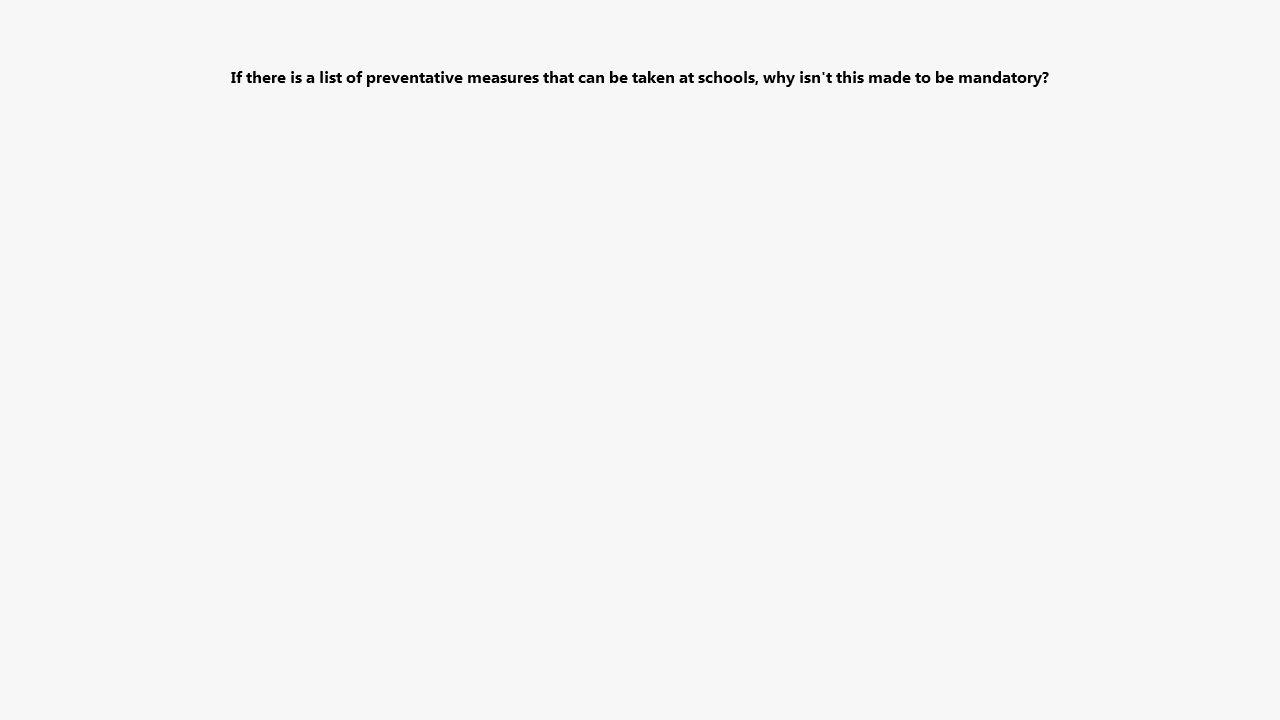 If there is a list of preventative measures that can be taken at schools, why isn't this made to be mandatory?